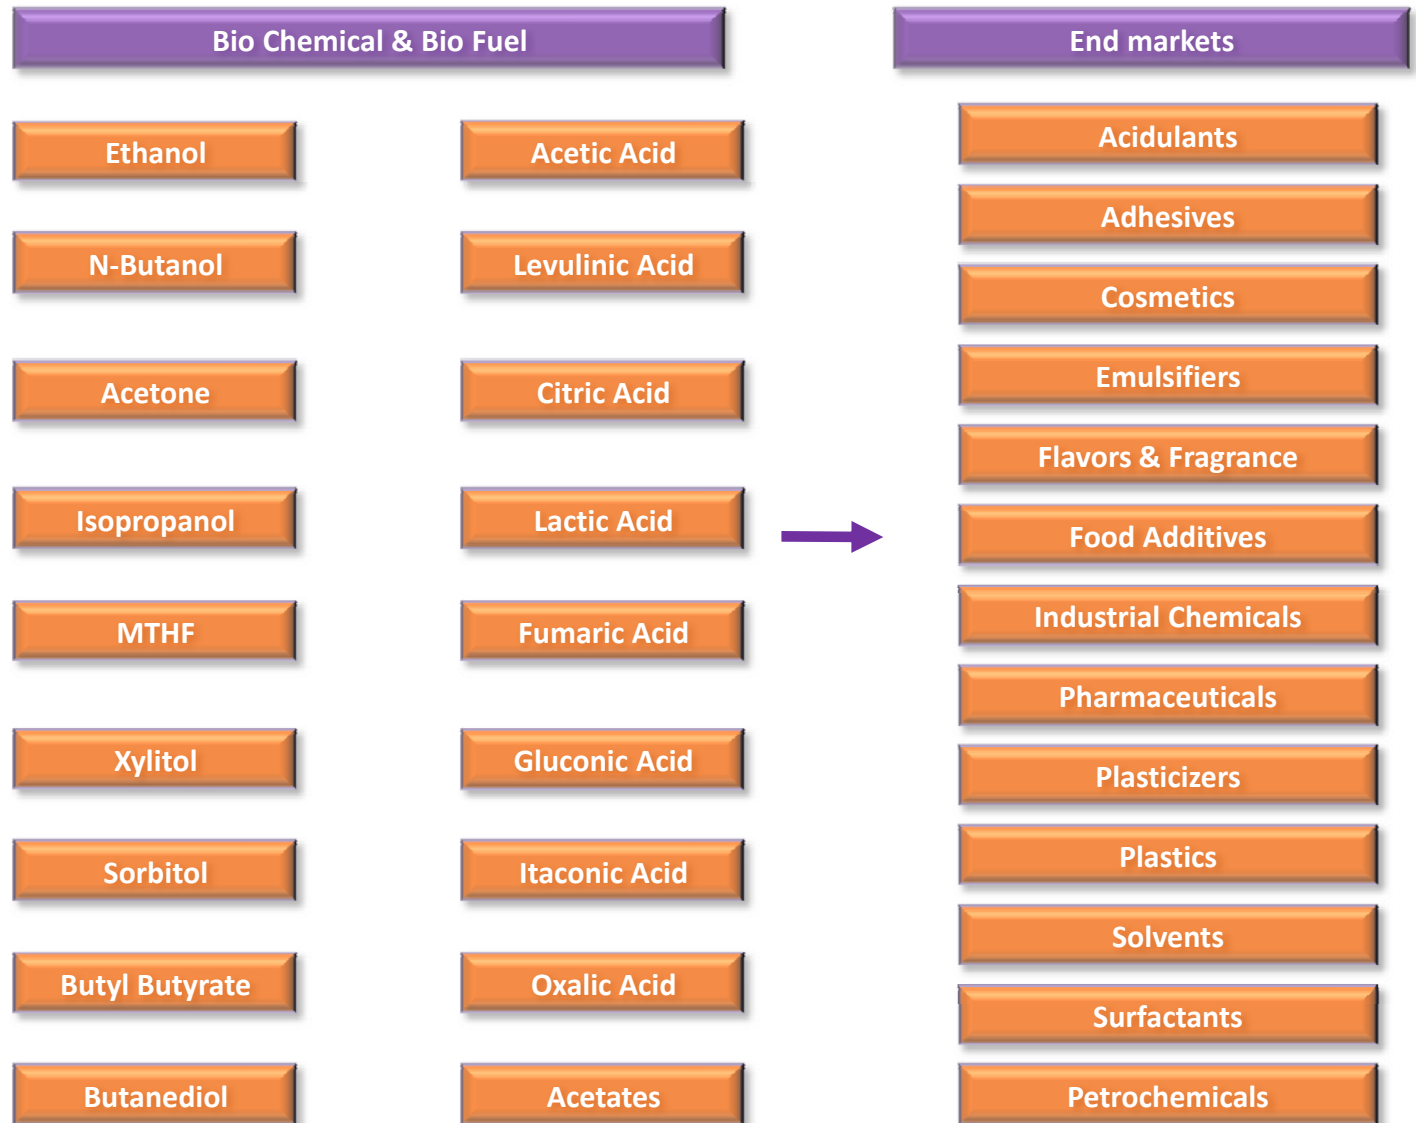 Bio Chemical & Bio Fuel
Ethanol
N-Butanol
Acetone
Isopropanol
MTHF
Xylitol
Sorbitol
Butyl Butyrate
Butanediol
Acetic Acid
Levulinic Acid
Citric Acid
Lactic Acid
Fumaric Acid
Gluconic Acid
Itaconic Acid
Oxalic Acid
Acetates
End markets
Acidulants
Adhesives
Cosmetics
Emulsifiers
Flavors & Fragrance
Food Additives
Industrial Chemicals
Pharmaceuticals
Plasticizers
Plastics
Solvents
Surfactants
Petrochemicals